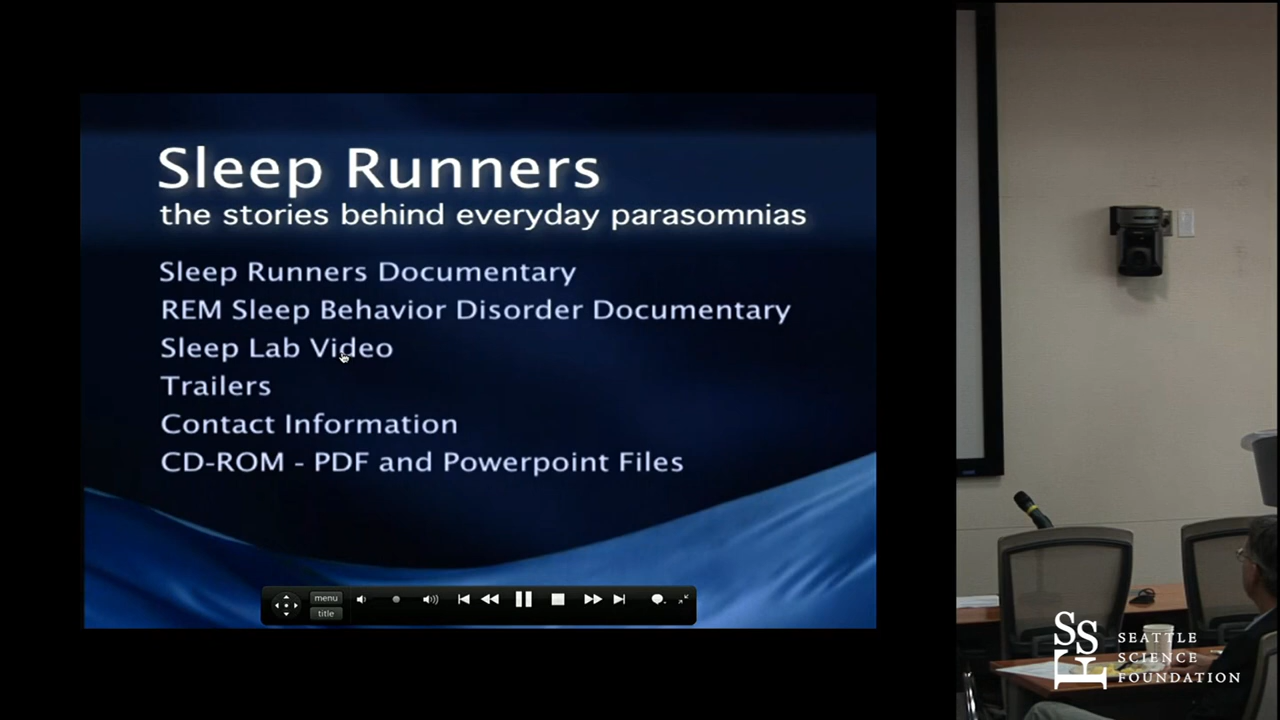 Sleep Runners
the stories behind everyday parasomnias
Sleep Runners Documentary
REM Sleep Behavior Disorder Documentary
Sleep Lab Video
Trailers
Contact Information
CD-ROM - PDF and Powerpoint Files
menu
title
SSF
SEATTLE
SCIENCE
FOUNDATION